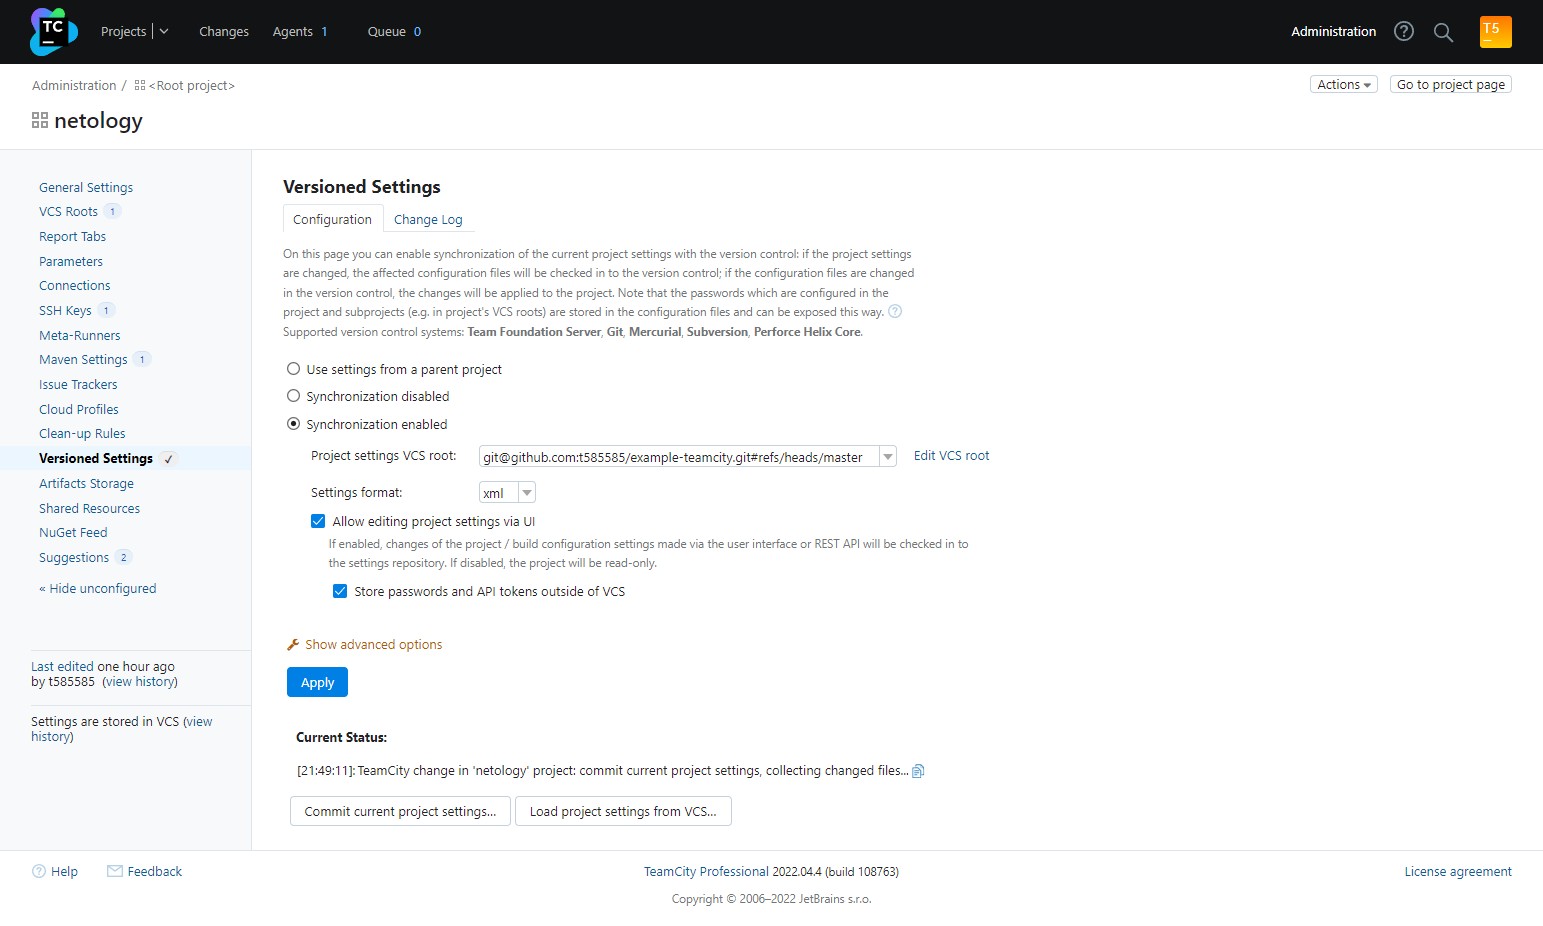 TC
Projects
Changes
Agents 1
Queue 0
Administration
T5
Administration / <Root project>
Actions
Go to project page
netology
General Settings
VCS Roots 1
Report Tabs
Parameters
Connections
SSH Keys 1
Meta-Runners
Maven Settings 1
Issue Trackers
Cloud Profiles
Clean-up Rules
Versioned Settings ✓
Artifacts Storage
Shared Resources
NuGet Feed
Suggestions 2
« Hide unconfigured
Last edited one hour ago
by t585585 (view history)
Settings are stored in VCS (view
history)
Versioned Settings
Configuration
Change Log
On this page you can enable synchronization of the current project settings with the version control: if the project settings
are changed, the affected configuration files will be checked in to the version control; if the configuration files are changed
in the version control, the changes will be applied to the project. Note that the passwords which are configured in the
project and subprojects (e.g. in project's VCS roots) are stored in the configuration files and can be exposed this way. ?
Supported version control systems: Team Foundation Server, Git, Mercurial, Subversion, Perforce Helix Core.
Use settings from a parent project
Synchronization disabled
Synchronization enabled
Project settings VCS root: git@github.com:t585585/example-teamcity.git#refs/heads/master Edit VCS root
Settings format: xml
Allow editing project settings via UI
If enabled, changes of the project / build configuration settings made via the user interface or REST API will be checked in to
the settings repository. If disabled, the project will be read-only.
Store passwords and API tokens outside of VCS
Show advanced options
Apply
Current Status:
[21:49:11]: TeamCity change in 'netology' project: commit current project settings, collecting changed files...
Commit current project settings...
Load project settings from VCS...
Help
Feedback
TeamCity Professional 2022.04.4 (build 108763)
License agreement
Copyright © 2006–2022 JetBrains s.r.o.